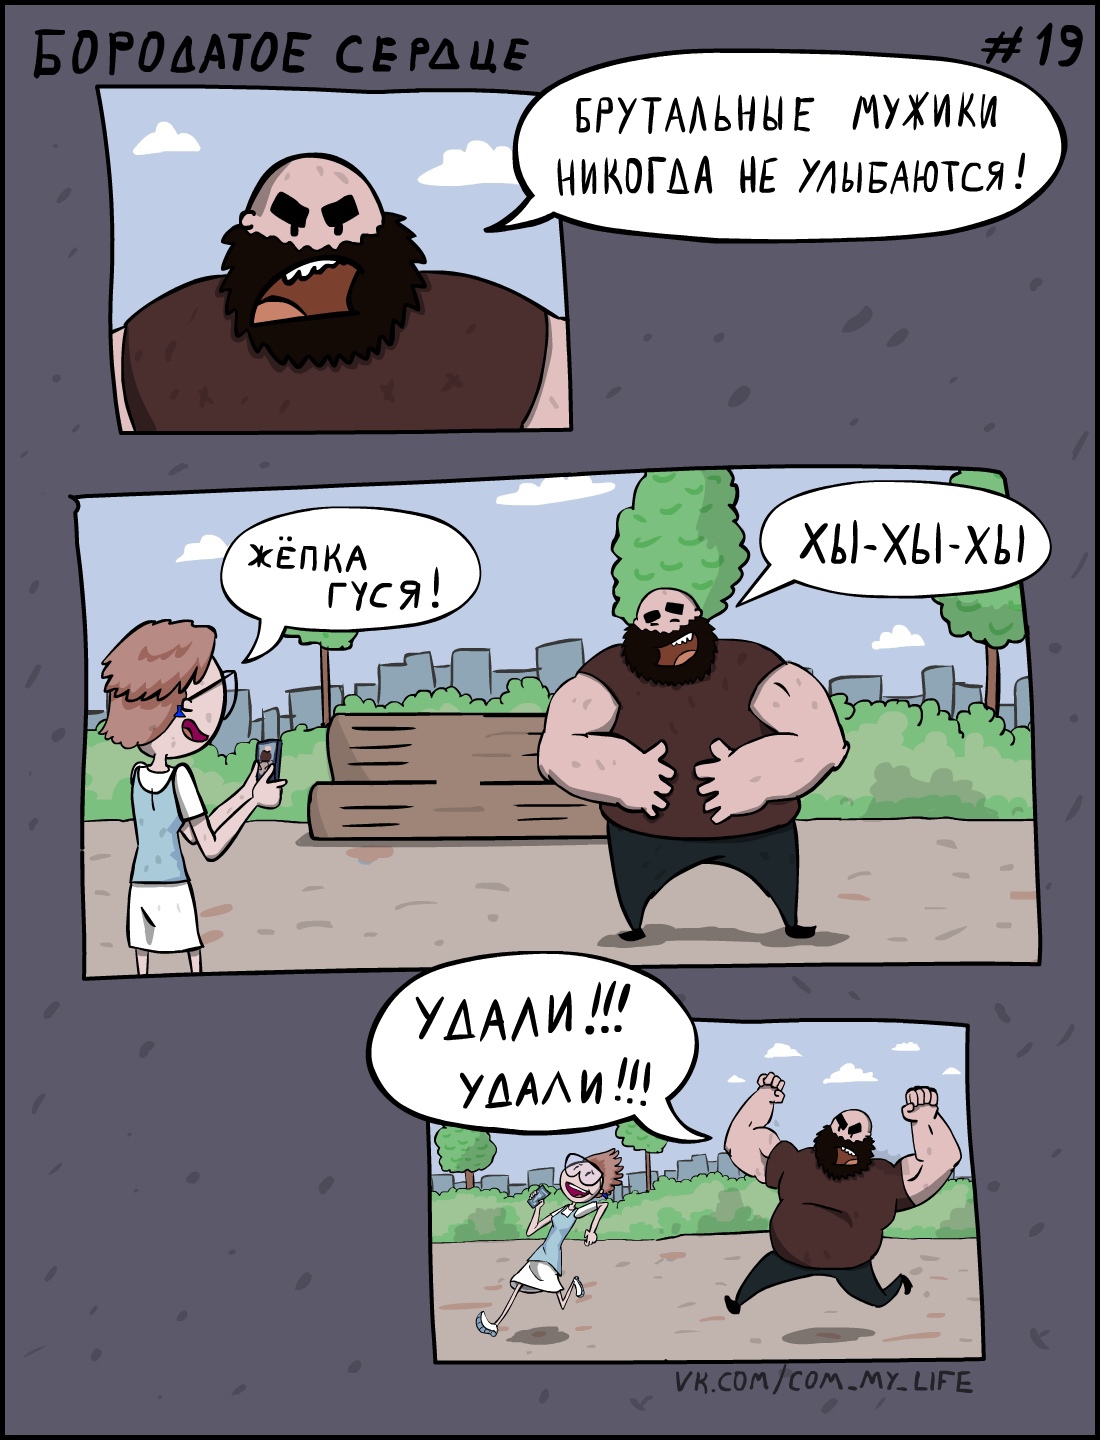 БОРОДАТОЕ СЕРДЦЕ
#19
БРУТАЛЬНЫЕ МУЖИКИ
НИКОГДА НЕ УЛЫБАЮТСЯ!
ЖЁПКА
ГУСЯ!
ХЫ-ХЫ-ХЫ
УДАЛИ!!!
УДАЛИ!!!
VK.COM/COM_MY_LIFE